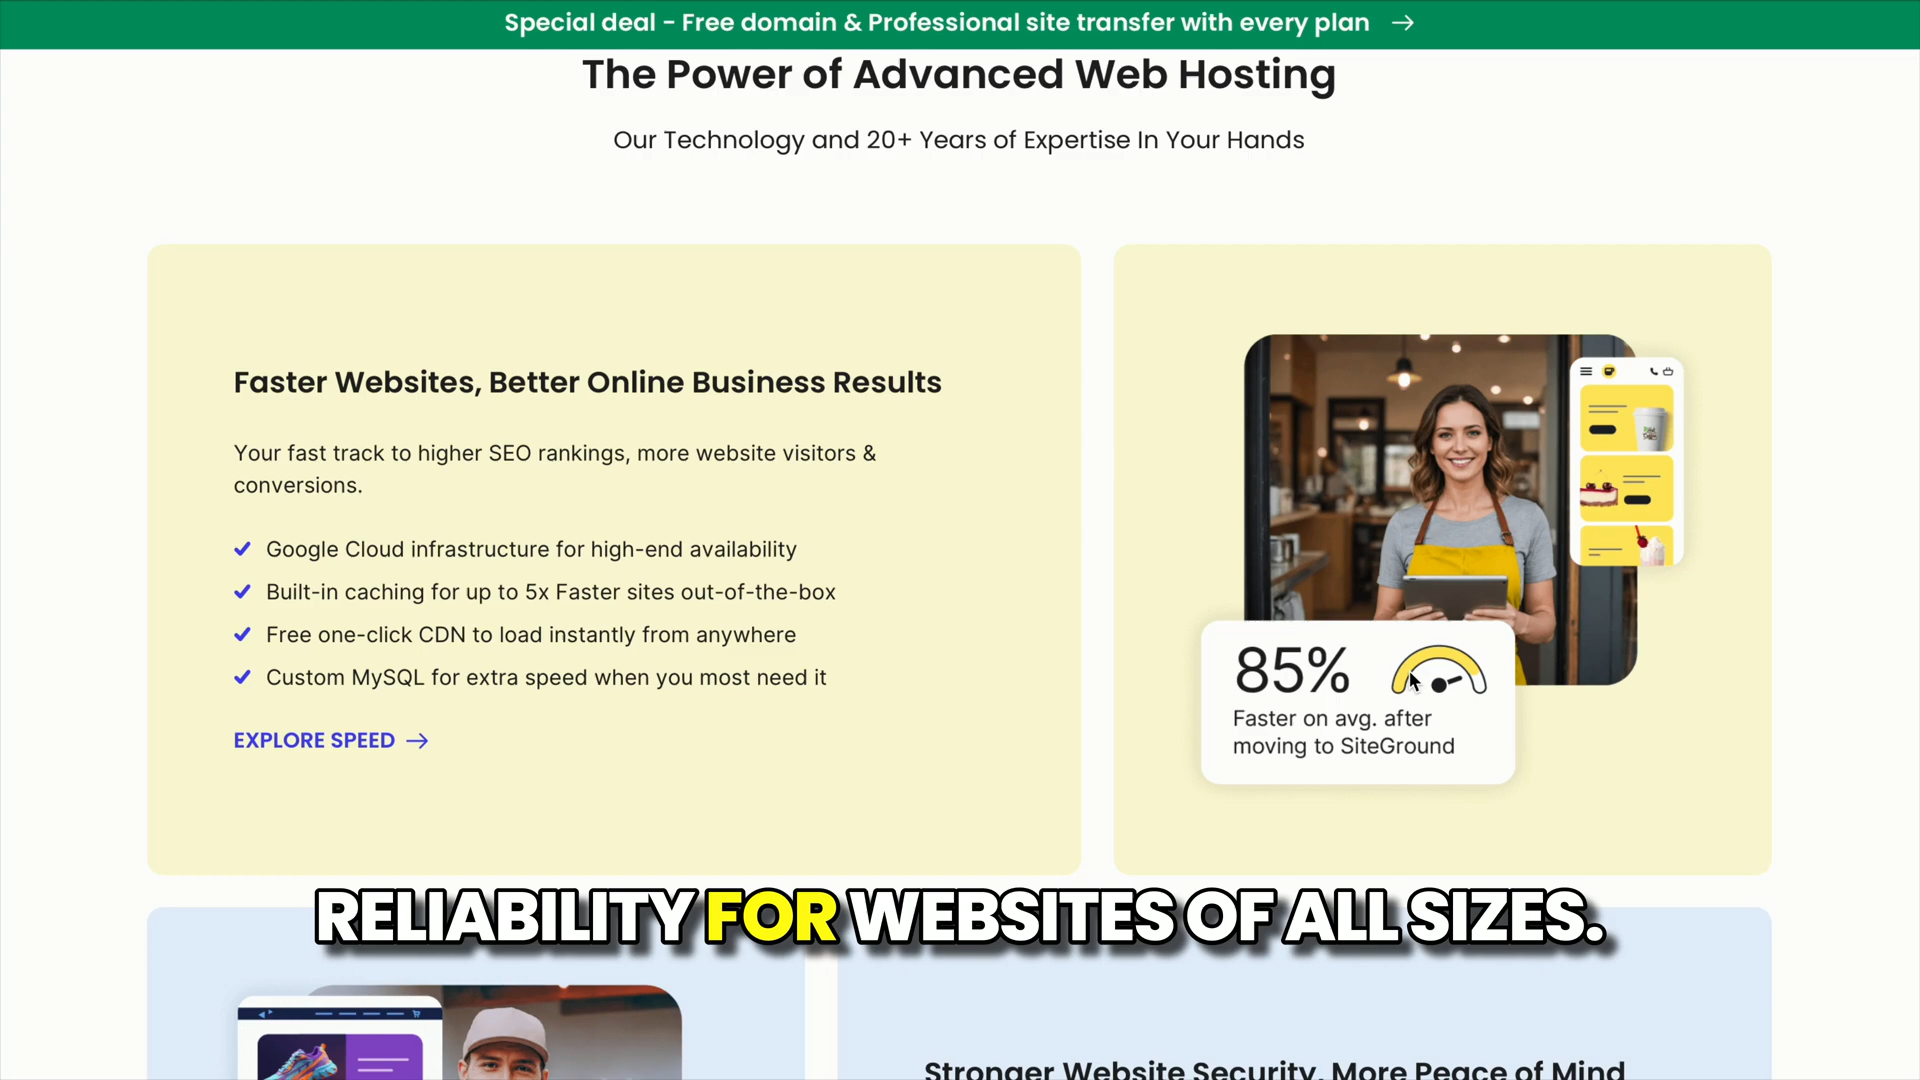 Special deal - Free domain & Professional site transfer with every plan →
The Power of Advanced Web Hosting
Our Technology and 20+ Years of Expertise In Your Hands
Faster Websites, Better Online Business Results
Your fast track to higher SEO rankings, more website visitors &
conversions.
Google Cloud infrastructure for high-end availability
Built-in caching for up to 5x Faster sites out-of-the-box
Free one-click CDN to load instantly from anywhere
Custom MySQL for extra speed when you most need it
EXPLORE SPEED →
85%
Faster on avg. after
moving to SiteGround
RELIABILITY FOR WEBSITES OF ALL SIZES.
Stronger Website Security, More Peace of Mind